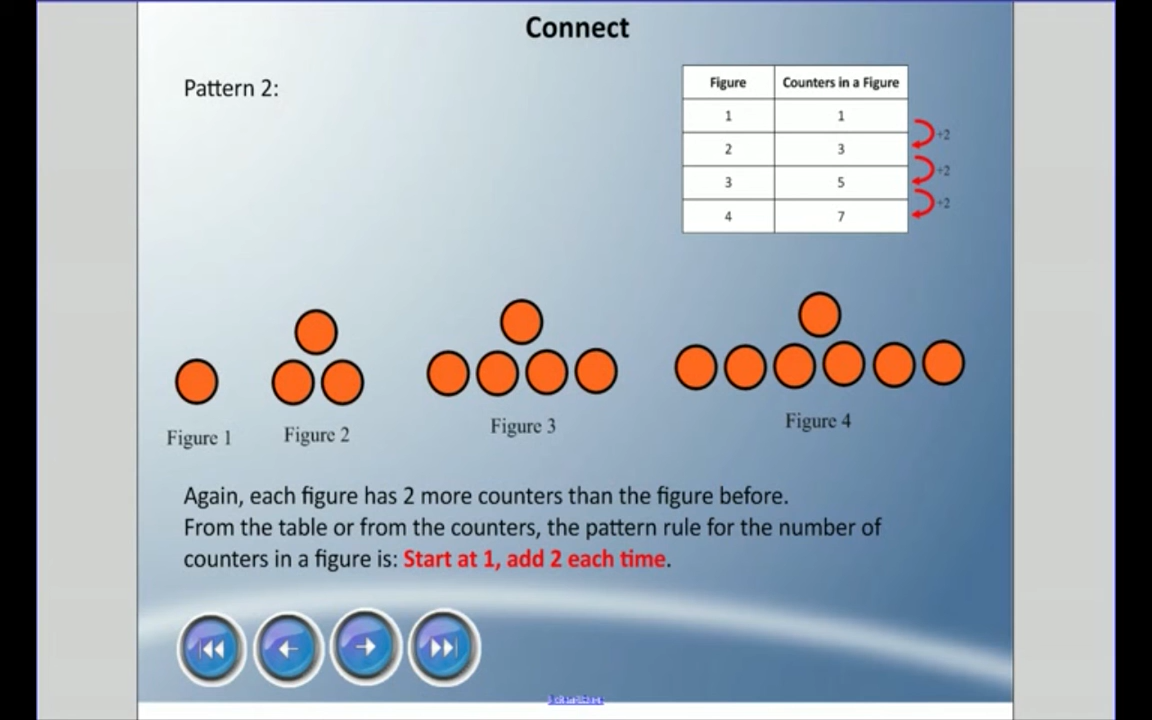 Connect
Pattern 2:
Figure Counters in a Figure
1 1
2 3
3 5
4 7
+2
+2
+2
Figure 1
Figure 2
Figure 3
Figure 4
Again, each figure has 2 more counters than the figure before.
From the table or from the counters, the pattern rule for the number of
counters in a figure is: Start at 1, add 2 each time.